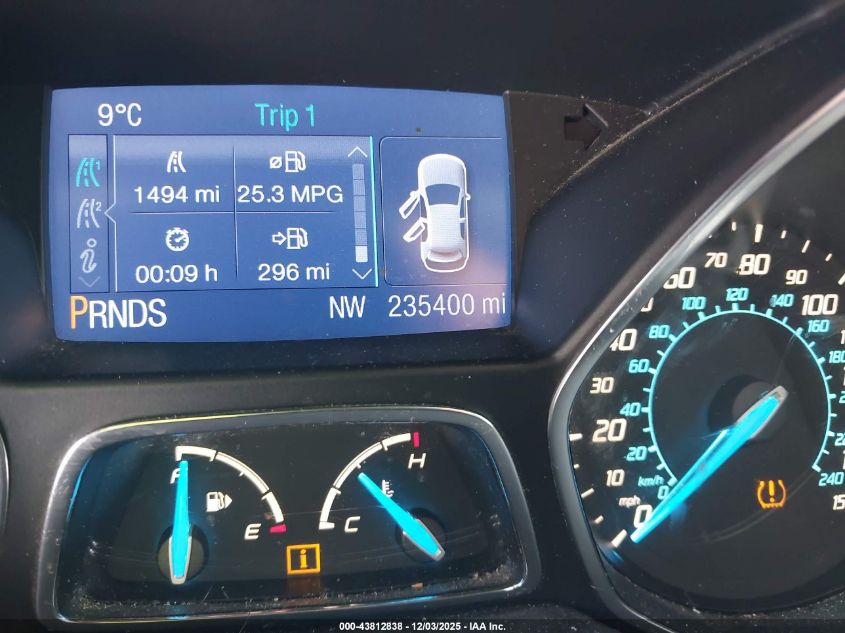 9°C Trip 1
1494 mi 25.3 MPG
00:09 h 296 mi
PRNDS NW 235400 mi
F E
C H
0 10 20 30 40 60 70 80 90 100
mph
km/h
0 20 40 60 80 100 120 140 160 180 240
000-43812838 - 12/03/2025 - IAA Inc.